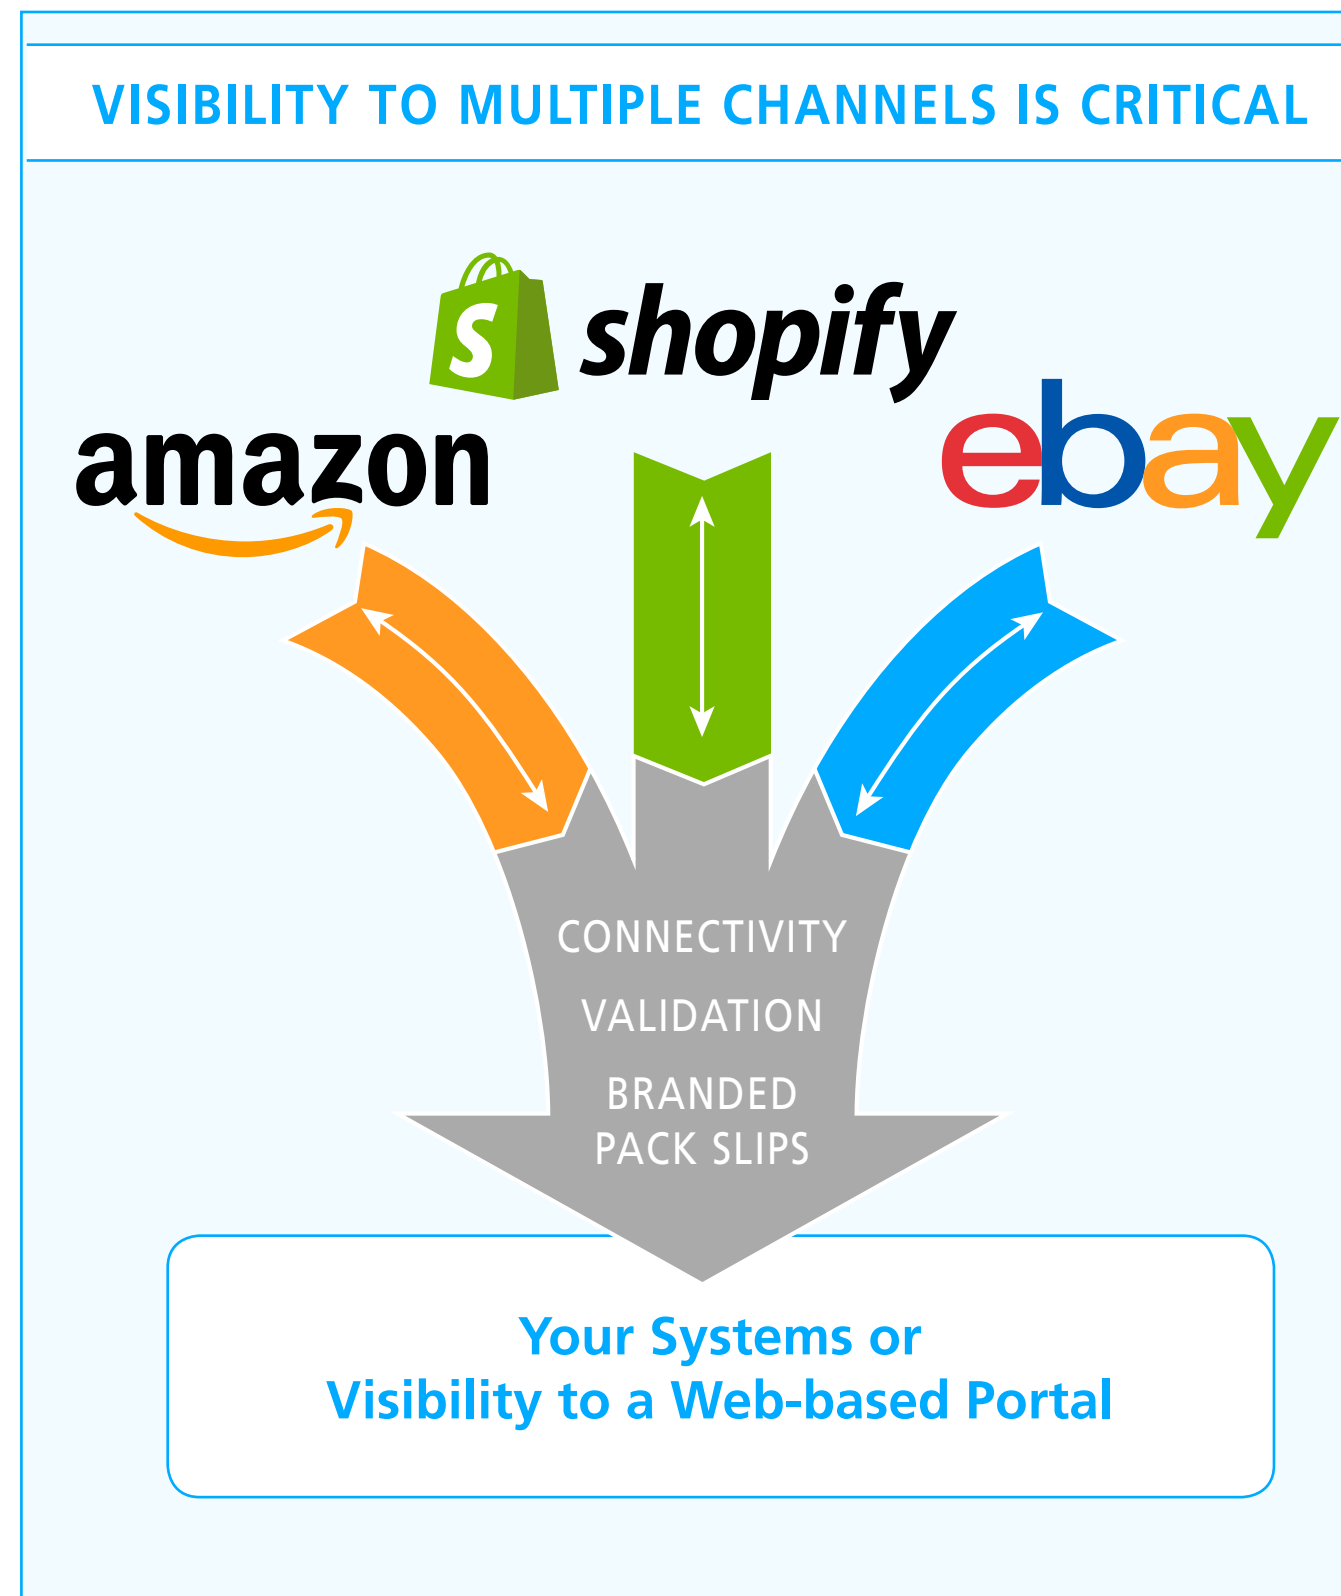 VISIBILITY TO MULTIPLE CHANNELS IS CRITICAL
S shopify
amazon
ebay
CONNECTIVITY
VALIDATION
BRANDED
PACK SLIPS
Your Systems or
Visibility to a Web-based Portal